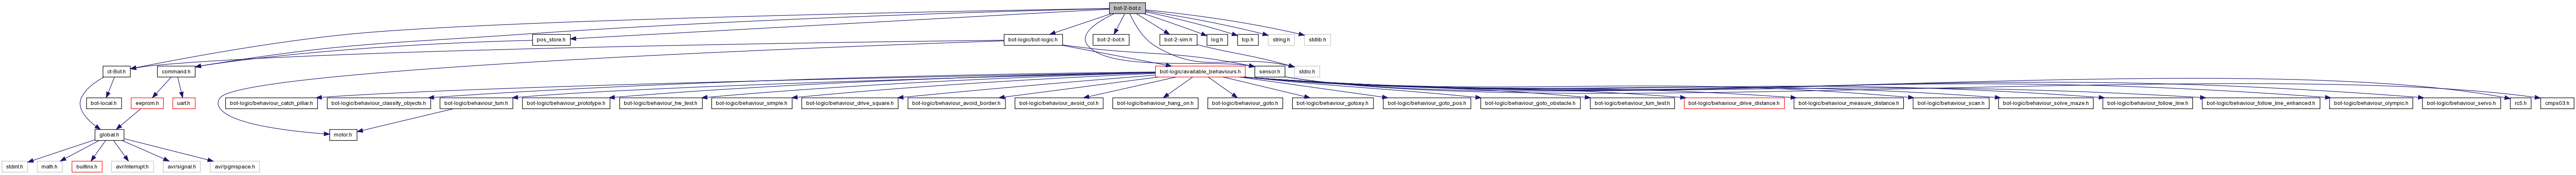 bot-2-bot.c
pos_store.h
bot-logic/bot-logic.h
bot-2-bot.h
bot-2-sim.h
log.h
tcp.h
string.h
stdlib.h
ct-Bot.h
command.h
bot-logic/available_behaviours.h
sensor.h
stdio.h
bot-local.h
eeprom.h
uart.h
bot-logic/behaviour_catch_pillar.h
bot-logic/behaviour_classify_objects.h
bot-logic/behaviour_turn.h
bot-logic/behaviour_prototype.h
bot-logic/behaviour_hw_test.h
bot-logic/behaviour_simple.h
bot-logic/behaviour_drive_square.h
bot-logic/behaviour_avoid_border.h
bot-logic/behaviour_avoid_col.h
bot-logic/behaviour_hang_on.h
bot-logic/behaviour_goto.h
bot-logic/behaviour_gotoxy.h
bot-logic/behaviour_goto_pos.h
bot-logic/behaviour_goto_obstacle.h
bot-logic/behaviour_turn_test.h
bot-logic/behaviour_drive_distance.h
bot-logic/behaviour_measure_distance.h
bot-logic/behaviour_scan.h
bot-logic/behaviour_solve_maze.h
bot-logic/behaviour_follow_line.h
bot-logic/behaviour_follow_line_enhanced.h
bot-logic/behaviour_olympic.h
bot-logic/behaviour_servo.h
rc5.h
cmps03.h
global.h
motor.h
stdint.h
math.h
builtins.h
avr/interrupt.h
avr/signal.h
avr/pgmspace.h